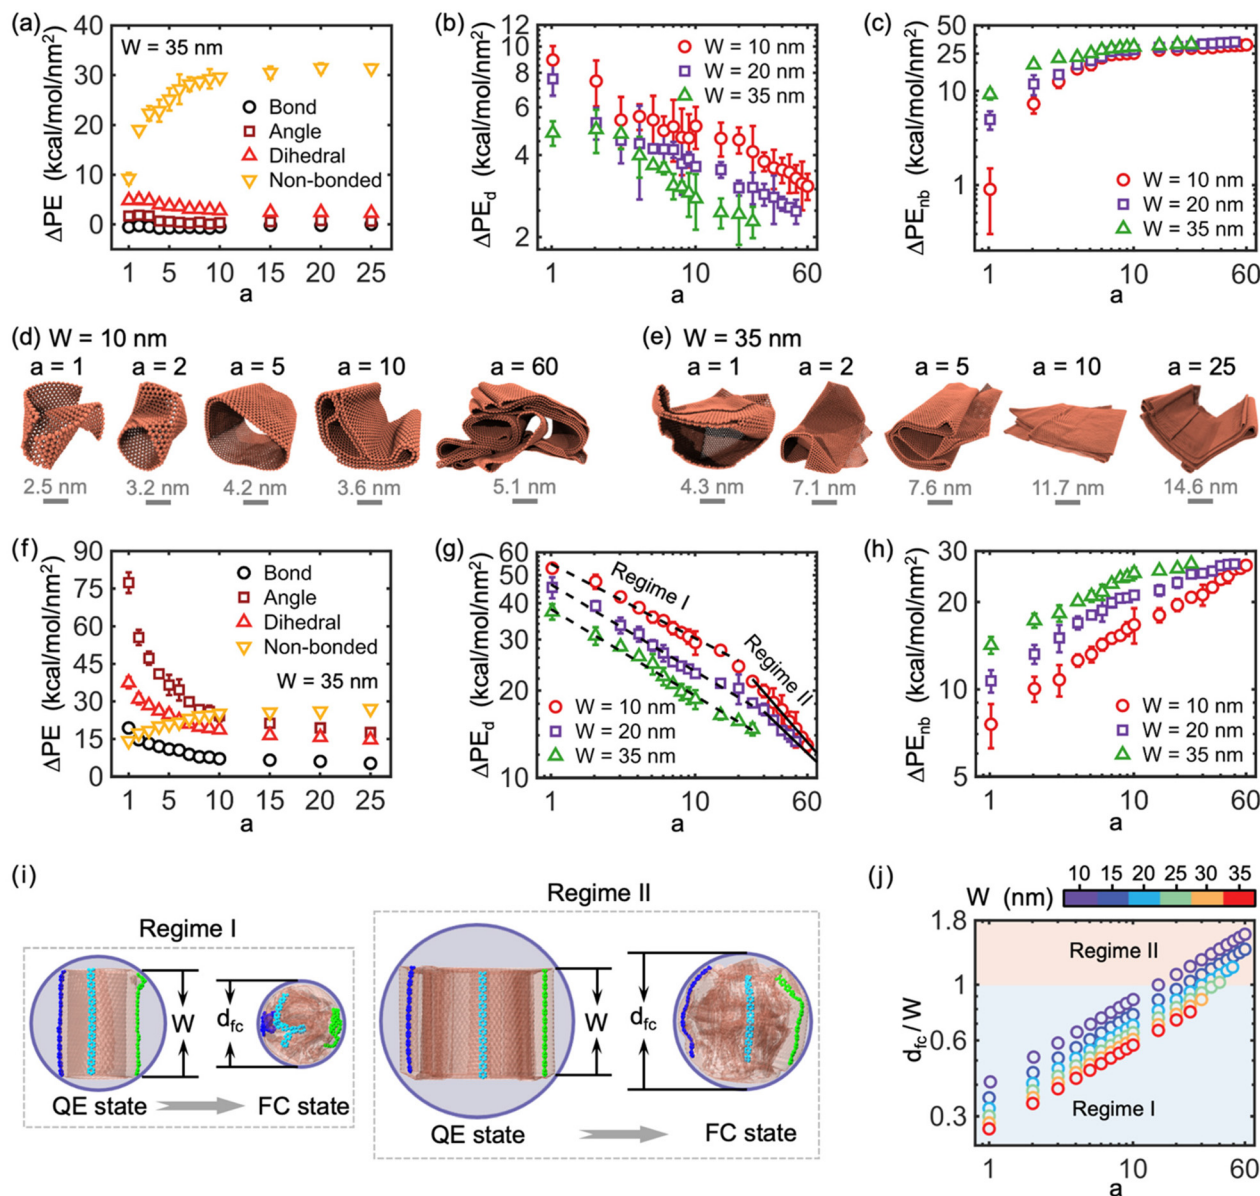 (a)
ΔPE (kcal/mol/nm²)
40
30
20
10
0
W = 35 nm
Bond
Angle
Dihedral
Non-bonded
1
5
10
15
20
25
a
(b)
ΔPE_d (kcal/mol/nm²)
12
10
8
6
4
2
W = 10 nm
W = 20 nm
W = 35 nm
1
10
60
a
(c)
ΔPE_nb (kcal/mol/nm²)
50
25
10
1
W = 10 nm
W = 20 nm
W = 35 nm
1
10
60
a
(d) W = 10 nm
a = 1 a = 2 a = 5 a = 10 a = 60
2.5 nm 3.2 nm 4.2 nm 3.6 nm 5.1 nm
(e) W = 35 nm
a = 1 a = 2 a = 5 a = 10 a = 25
4.3 nm 7.1 nm 7.6 nm 11.7 nm 14.6 nm
(f)
ΔPE (kcal/mol/nm²)
90
75
60
45
30
15
0
Bond
Angle
Dihedral
Non-bonded
W = 35 nm
1
5
10
15
20
25
a
(g)
ΔPE_d (kcal/mol/nm²)
60
50
40
30
20
10
Regime I
Regime II
W = 10 nm
W = 20 nm
W = 35 nm
1
10
60
a
(h)
ΔPE_nb (kcal/mol/nm²)
30
20
10
5
W = 10 nm
W = 20 nm
W = 35 nm
1
10
60
a
(i)
Regime I
W
d_fc
QE state
FC state
Regime II
W
d_fc
QE state
FC state
(j)
W (nm)
10 15 20 25 30 35
d_fc / W
1.8
1
0.6
0.3
Regime II
Regime I
1
10
60
a